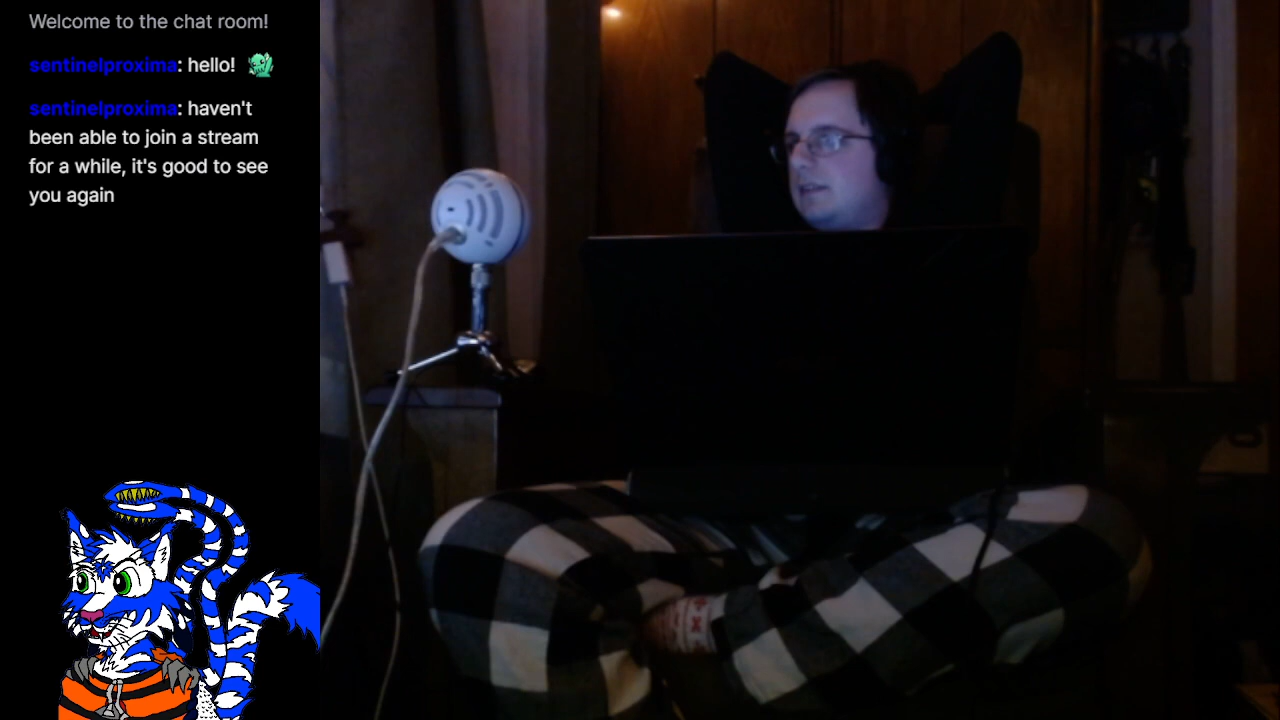 Welcome to the chat room!
sentinelproxima: hello!
sentinelproxima: haven't
been able to join a stream
for a while, it's good to see
you again